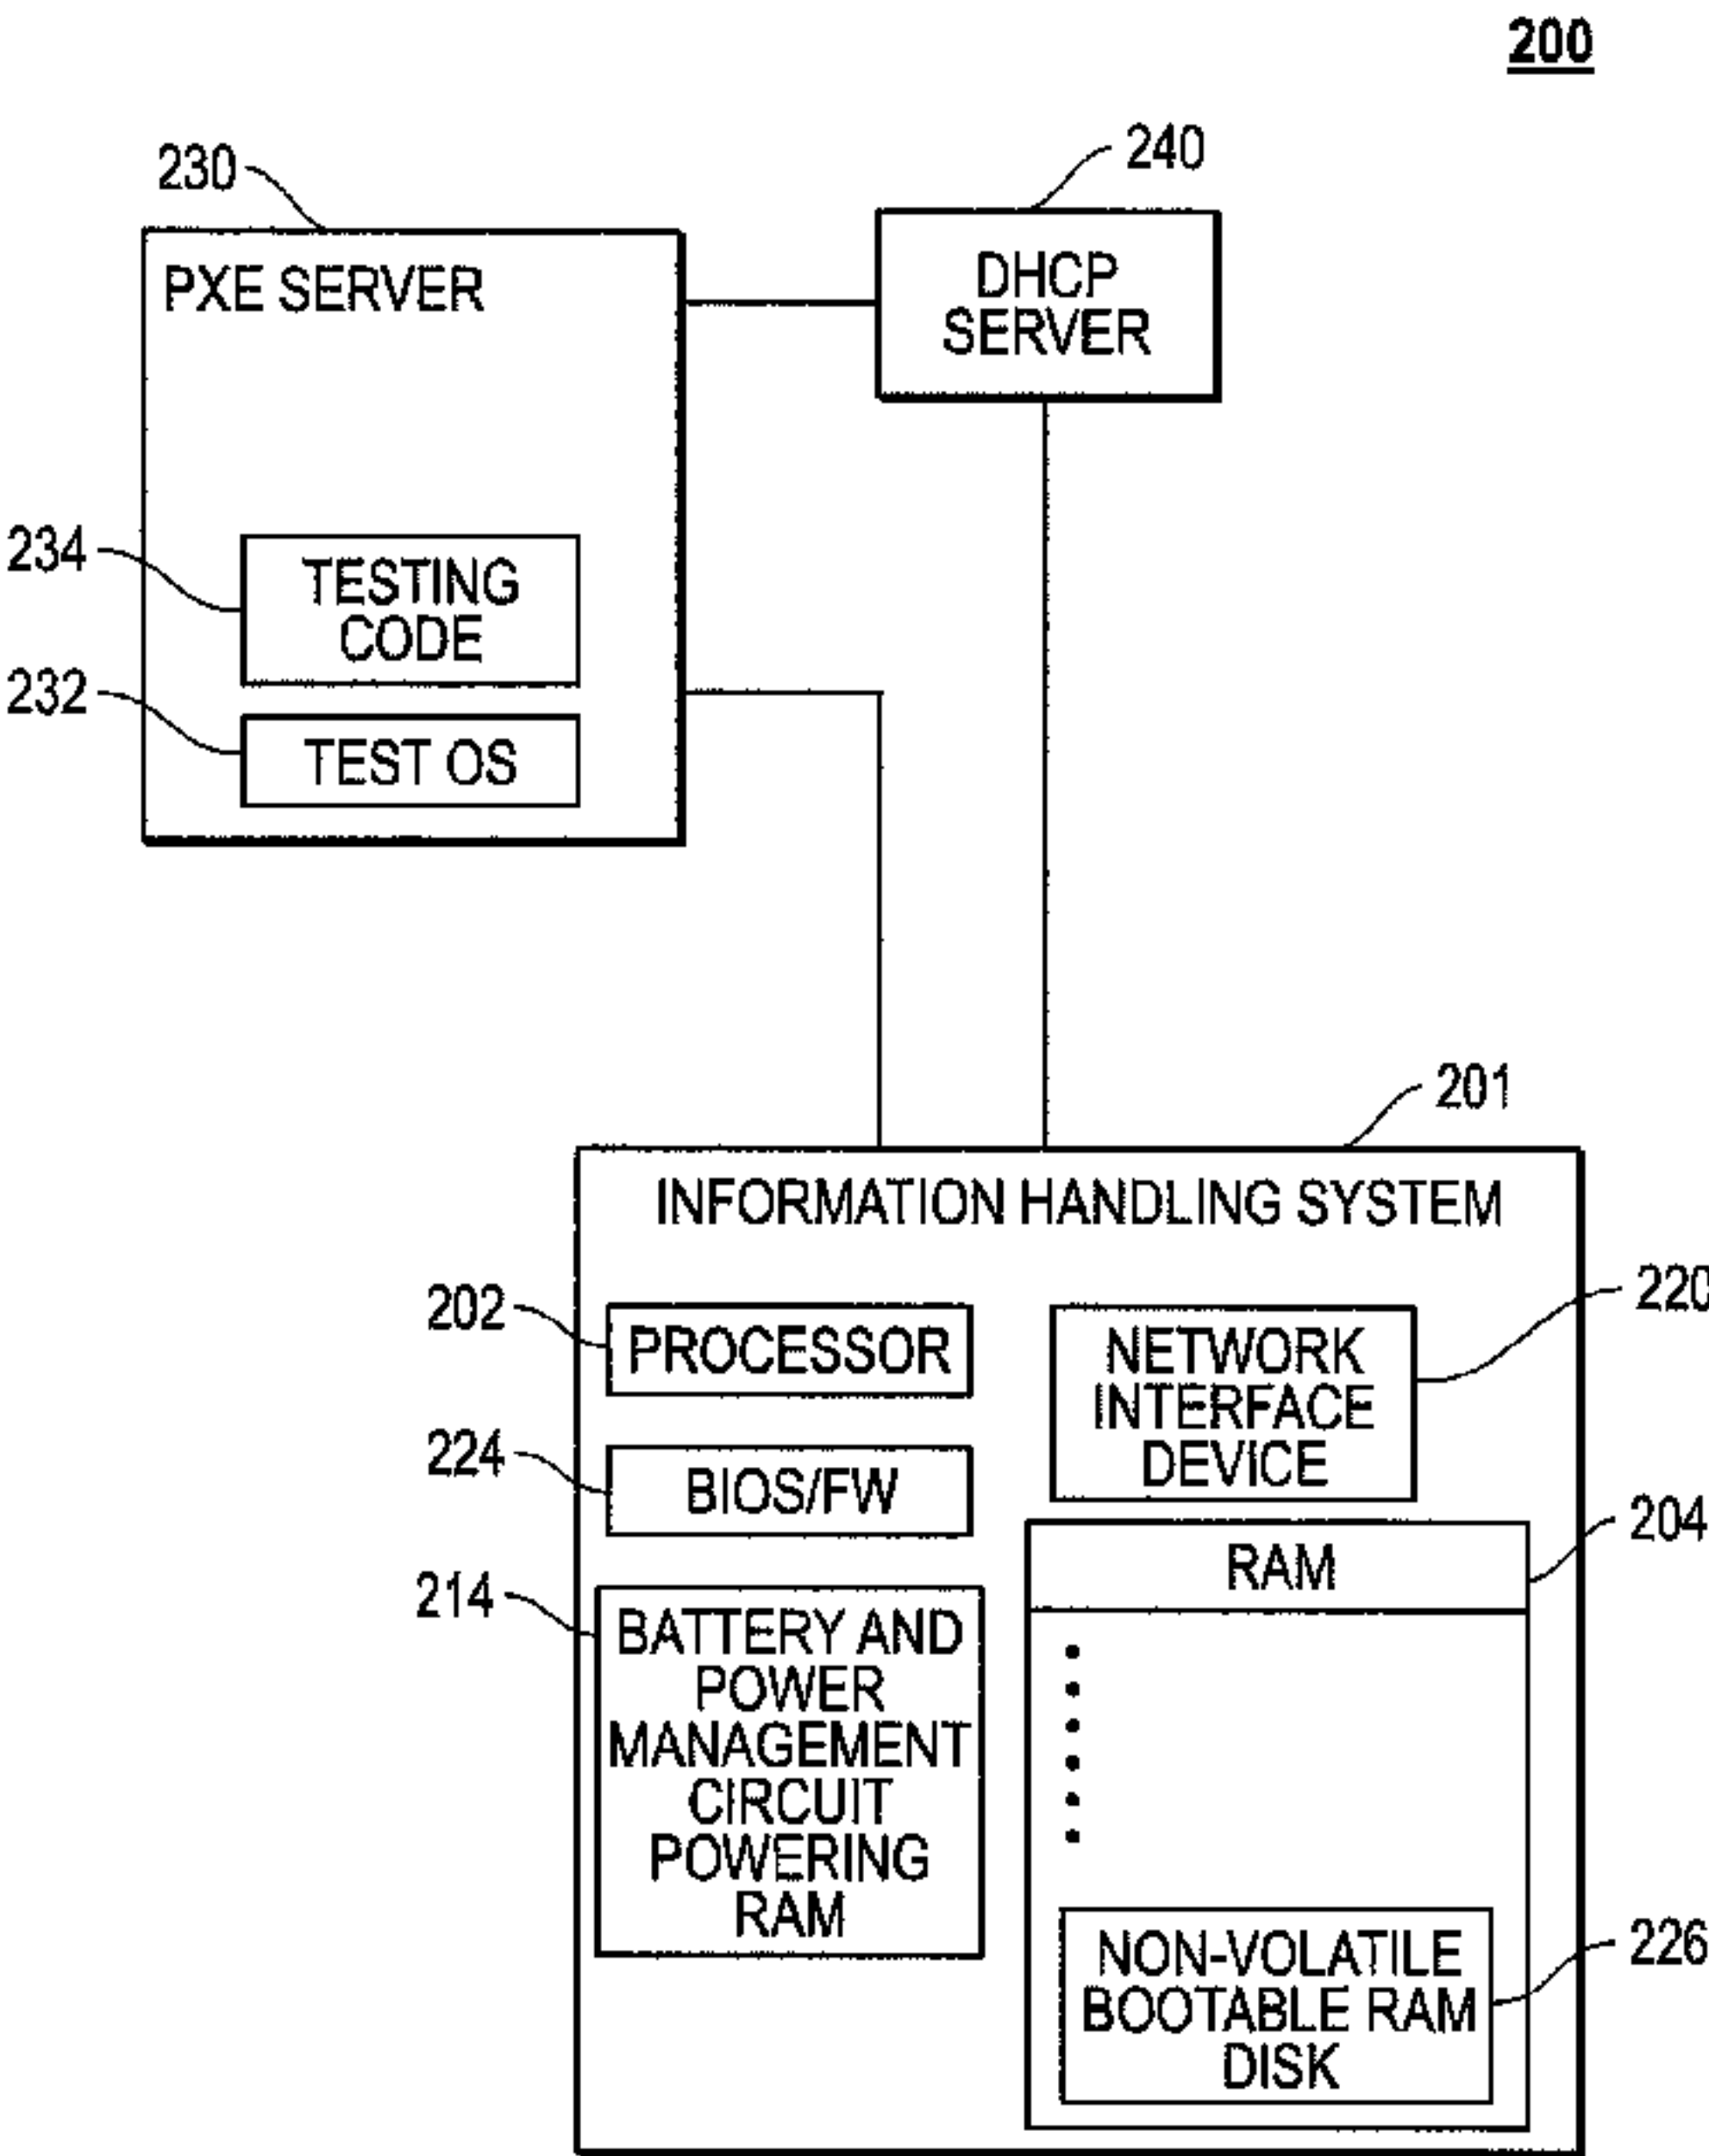 200
230
240
PXE SERVER
DHCP
SERVER
234
TESTING
CODE
232
TEST OS
201
INFORMATION HANDLING SYSTEM
202
PROCESSOR
220
NETWORK
INTERFACE
DEVICE
224
BIOS/FW
204
RAM
214
BATTERY AND
POWER
MANAGEMENT
CIRCUIT
POWERING
RAM
226
NON-VOLATILE
BOOTABLE RAM
DISK